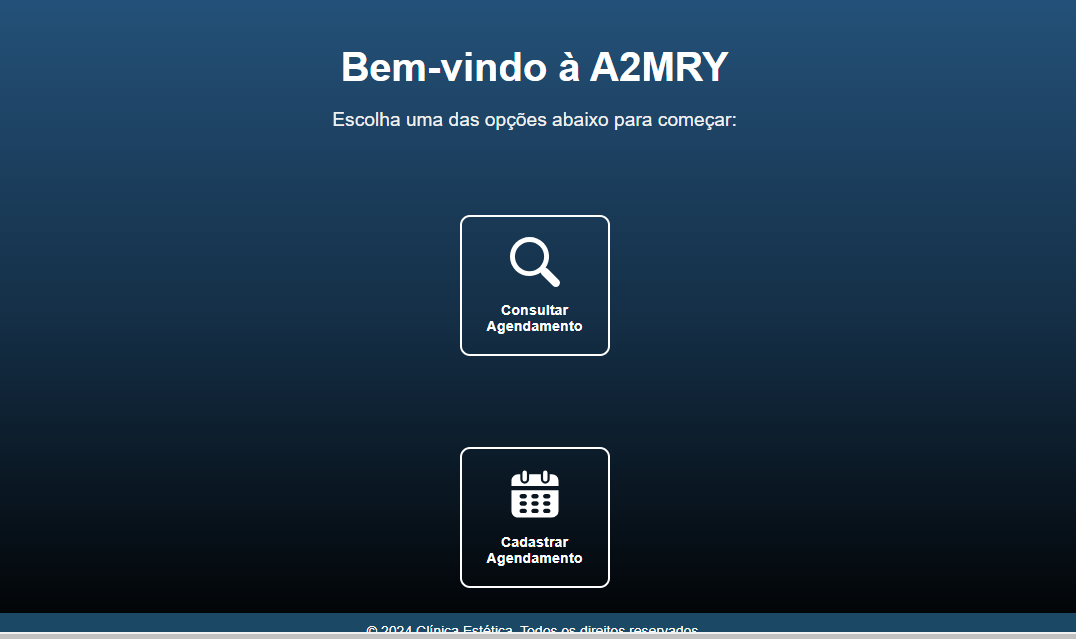 Bem-vindo à A2MRY
Escolha uma das opções abaixo para começar:
Consultar
Agendamento
Cadastrar
Agendamento
© 2024 Clínica Estética. Todos os direitos reservados.